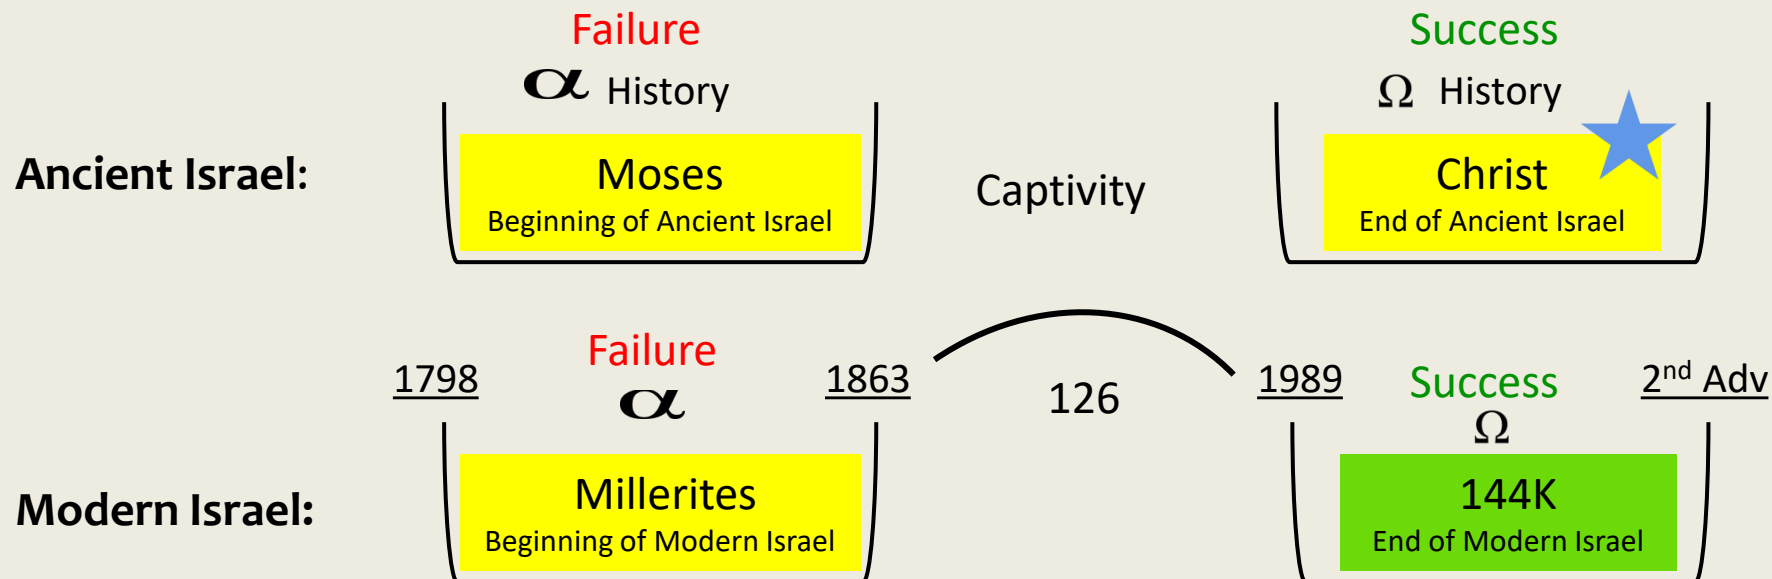 Failure
Success
α History
Ω History
Ancient Israel:
Moses
Beginning of Ancient Israel
Captivity
Christ
End of Ancient Israel
1798
Failure
α
1863
126
1989
Success
Ω
2nd Adv
Modern Israel:
Millerites
Beginning of Modern Israel
144K
End of Modern Israel